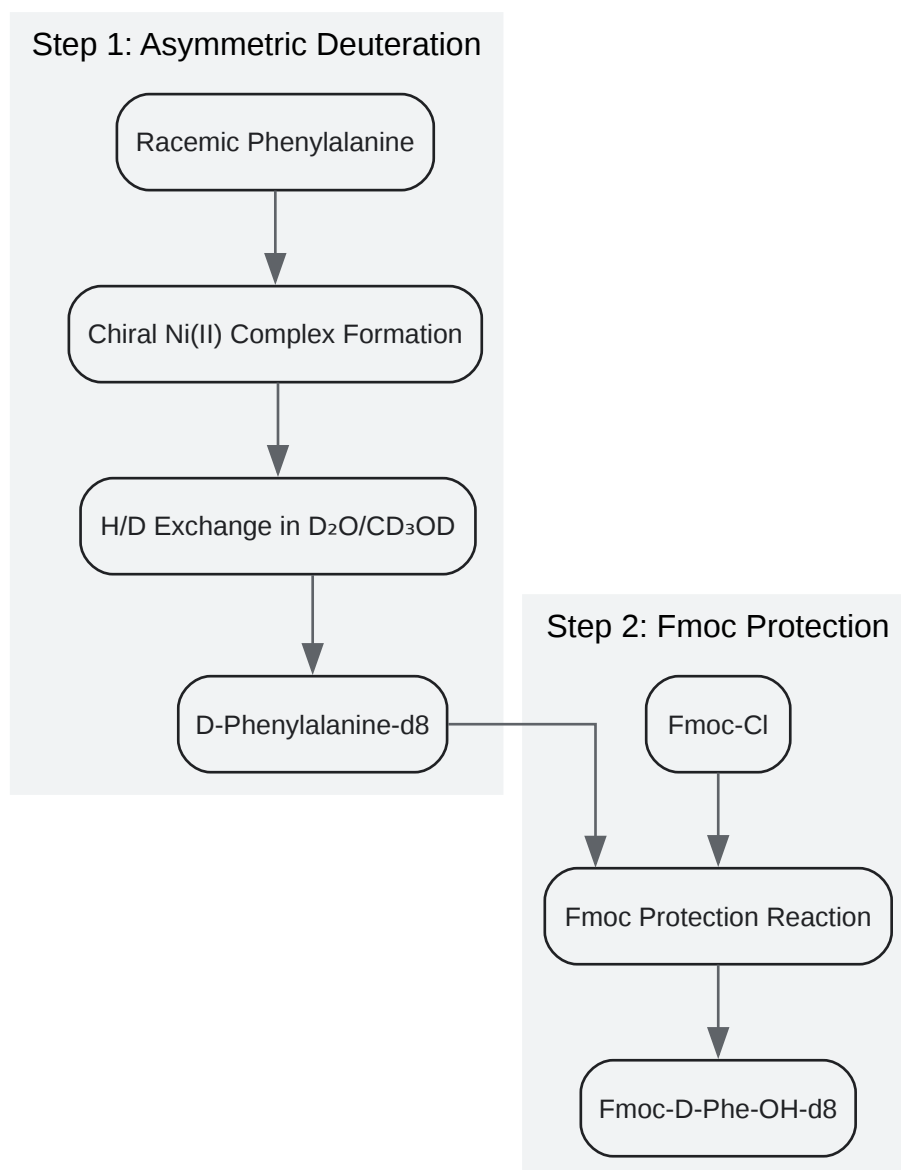 Step 1: Asymmetric Deuteration
Racemic Phenylalanine
Chiral Ni(II) Complex Formation
H/D Exchange in D₂O/CD₃OD
D-Phenylalanine-d8
Step 2: Fmoc Protection
Fmoc-Cl
Fmoc Protection Reaction
Fmoc-D-Phe-OH-d8